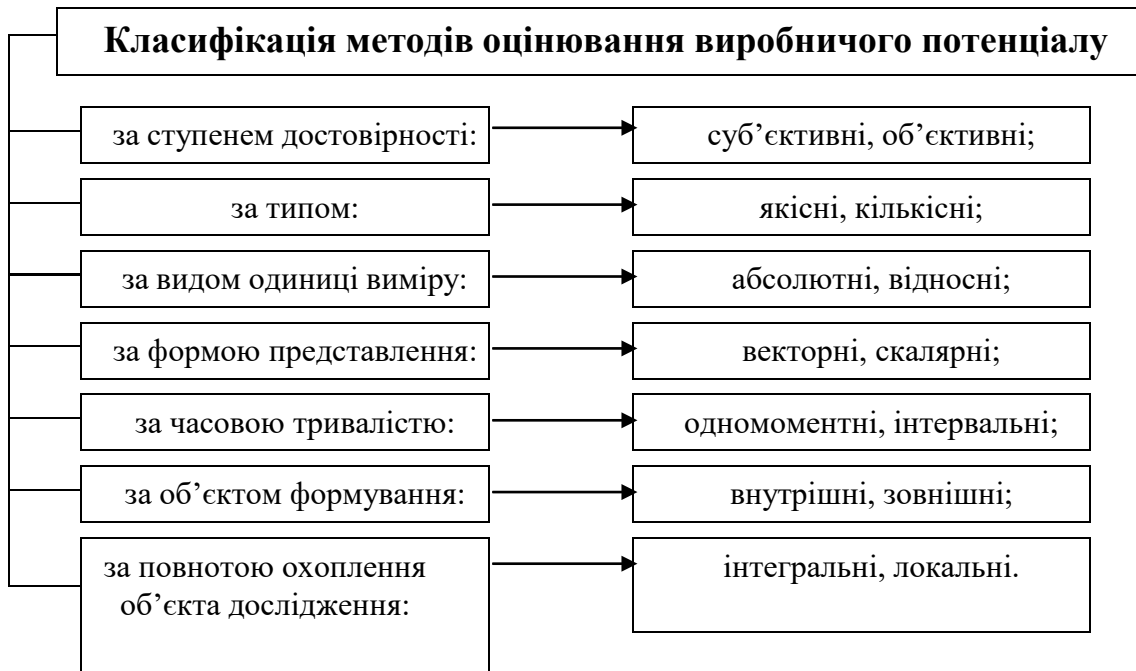 Класифікація методів оцінювання виробничого потенціалу
за ступенем достовірності:
суб’єктивні, об’єктивні;
за типом:
якісні, кількісні;
за видом одиниці виміру:
абсолютні, відносні;
за формою представлення:
векторні, скалярні;
за часовою тривалістю:
одномоментні, інтервальні;
за об’єктом формування:
внутрішні, зовнішні;
за повнотою охоплення
об’єкта дослідження:
інтегральні, локальні.